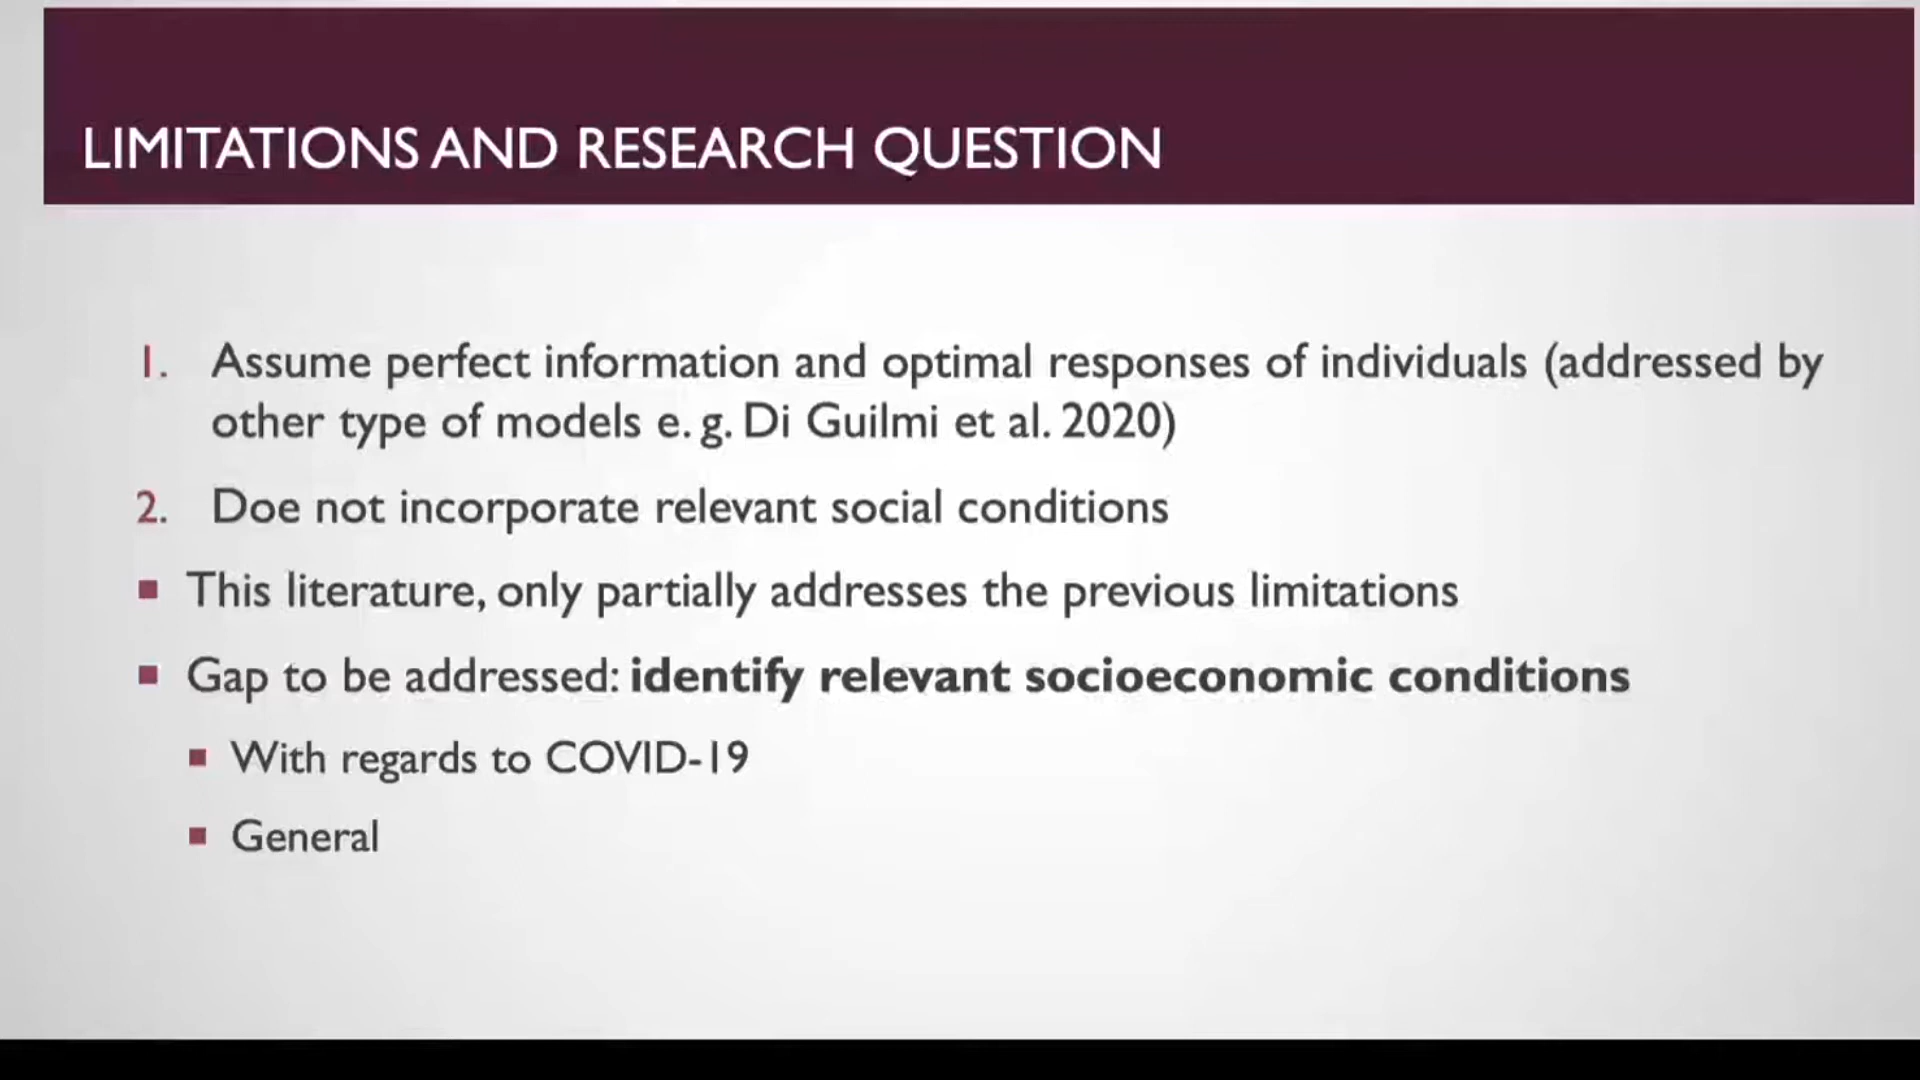 LIMITATIONS AND RESEARCH QUESTION
1. Assume perfect information and optimal responses of individuals (addressed by
other type of models e. g. Di Guilmi et al. 2020)
2. Doe not incorporate relevant social conditions
▪ This literature, only partially addresses the previous limitations
▪ Gap to be addressed: identify relevant socioeconomic conditions
▪ With regards to COVID-19
▪ General